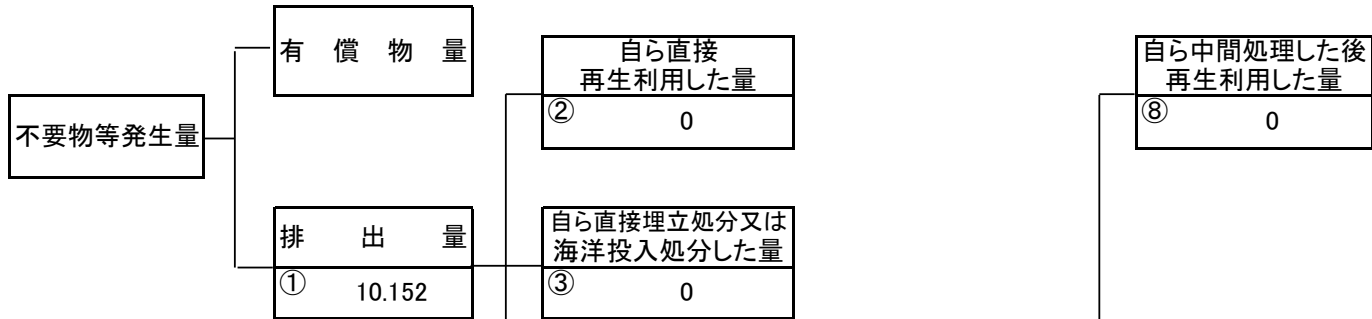 有償物量
自ら直接
再生利用した量
② 0
自ら中間処理した後
再生利用した量
⑧ 0
不要物等発生量
排出量
① 10.152
自ら直接埋立処分又は
海洋投入処分した量
③ 0